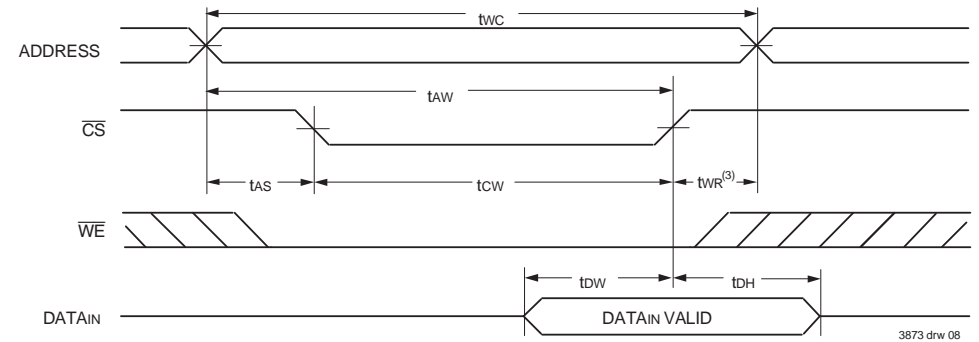 tWC
ADDRESS
tAW
CS
tAS
tCW
tWR(3)
WE
tDW
tDH
DATAIN
DATAIN VALID
3873 drw 08